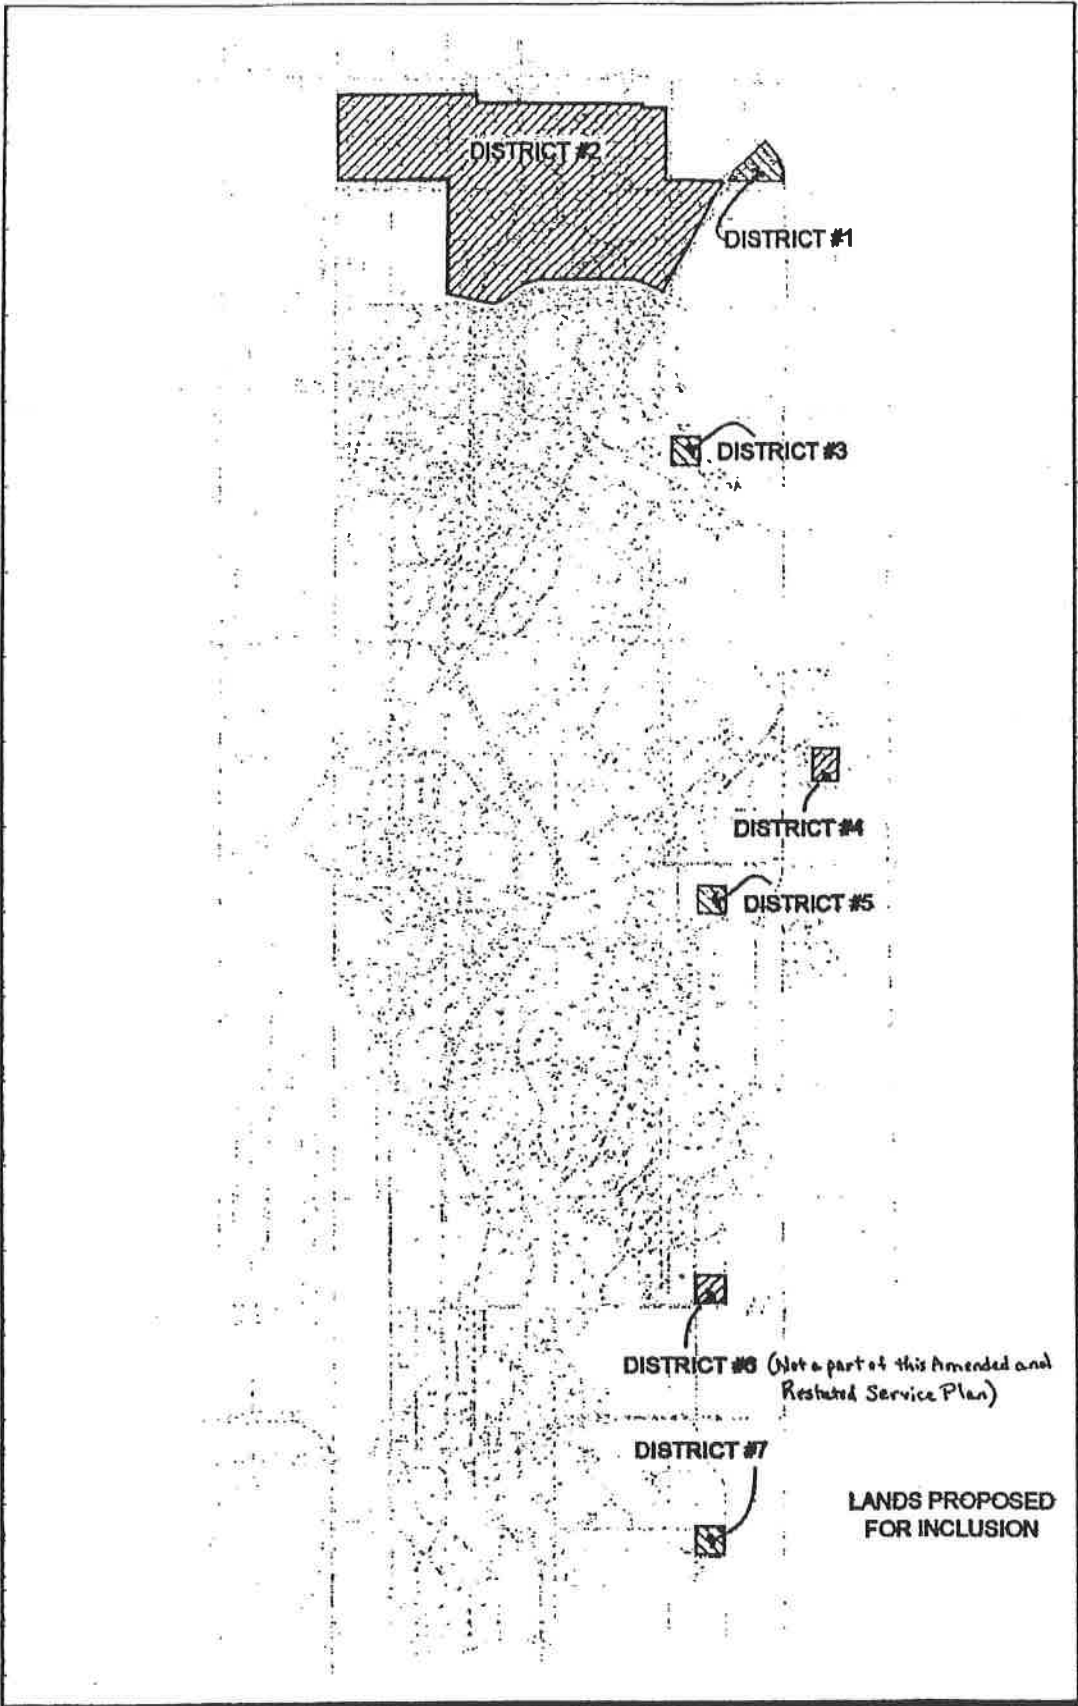 DISTRICT #2
DISTRICT #1
DISTRICT #3
DISTRICT #4
DISTRICT #5
DISTRICT #6 (Not a part of this Amended and
Restated Service Plan)
DISTRICT #7
LANDS PROPOSED
FOR INCLUSION